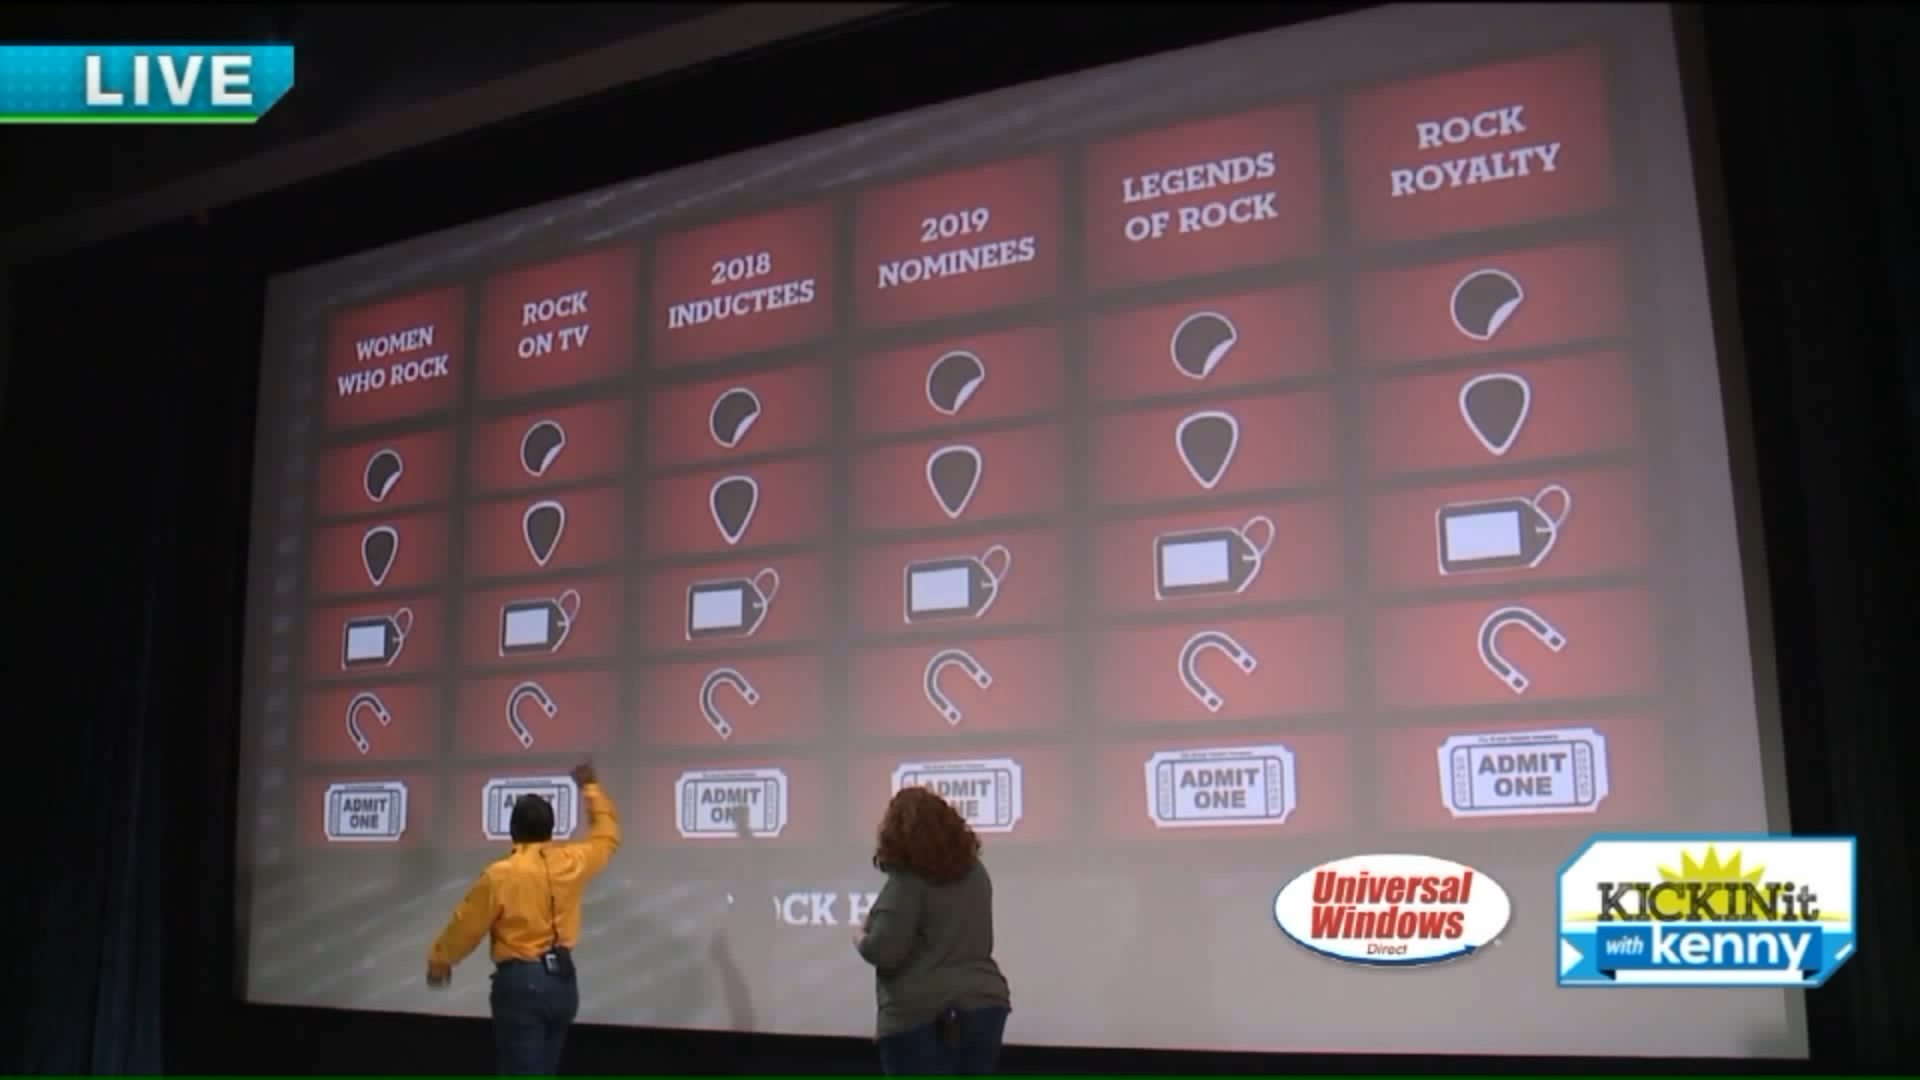 LIVE
WOMEN
WHO ROCK
ROCK
ON TV
2018
INDUCTEES
2019
NOMINEES
LEGENDS
OF ROCK
ROCK
ROYALTY
ADMIT
ONE
ADMIT
ONE
ADMIT
ONE
ADMIT
ONE
OCK H
Universal
Windows
Direct
KICKINit
with kenny